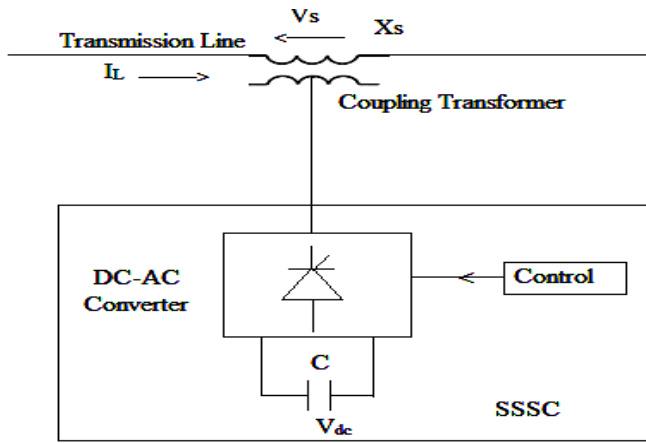 Vs
Xs
Transmission Line
IL
Coupling Transformer
DC-AC
Converter
Control
C
Vdc
SSSC